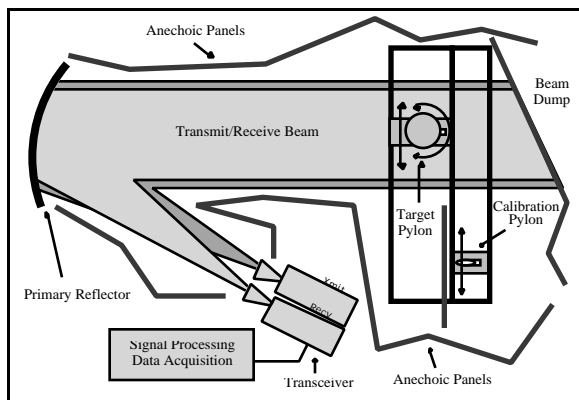 Anechoic Panels
Beam
Dump
Transmit/Receive Beam
Target
Pylon
Calibration
Pylon
Primary Reflector
Xmit
Recv
Signal Processing
Data Acquisition
Transceiver
Anechoic Panels